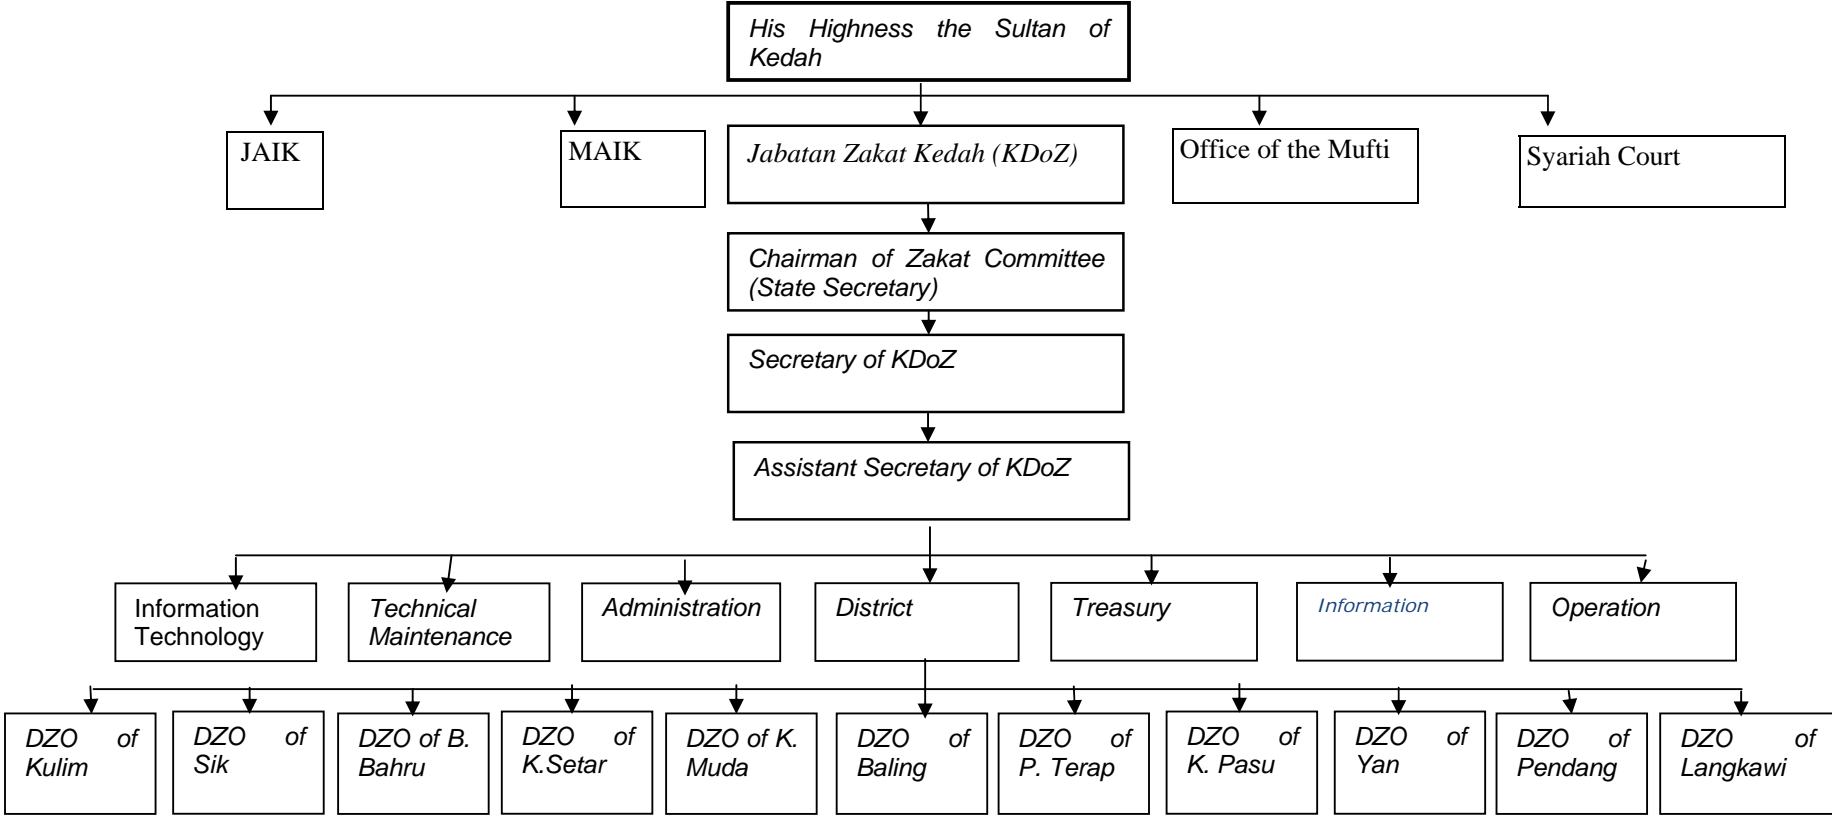 His Highness the Sultan of
Kedah
JAIK
MAIK
Jabatan Zakat Kedah (KDoZ)
Office of the Mufti
Syariah Court
Chairman of Zakat Committee
(State Secretary)
Secretary of KDoZ
Assistant Secretary of KDoZ
Information
Technology
Technical
Maintenance
Administration
District
Treasury
Information
Operation
DZO of
Kulim
DZO of
Sik
DZO of B.
Bahru
DZO of
K.Setar
DZO of K.
Muda
DZO of
Baling
DZO of
P. Terap
DZO of
K. Pasu
DZO of
Yan
DZO of
Pendang
DZO of
Langkawi